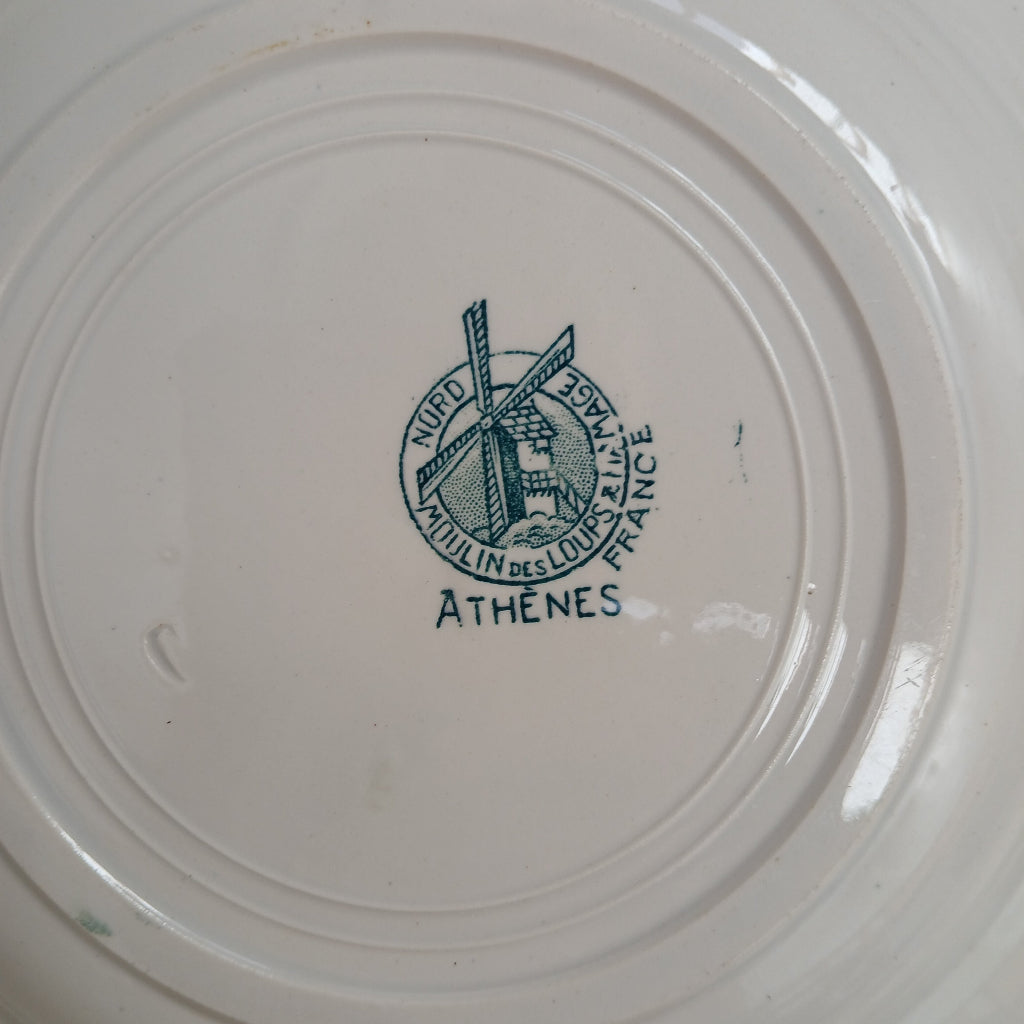 NORD
MOULIN DES LOUPS & HAMAGE
FRANCE
ATHÈNES